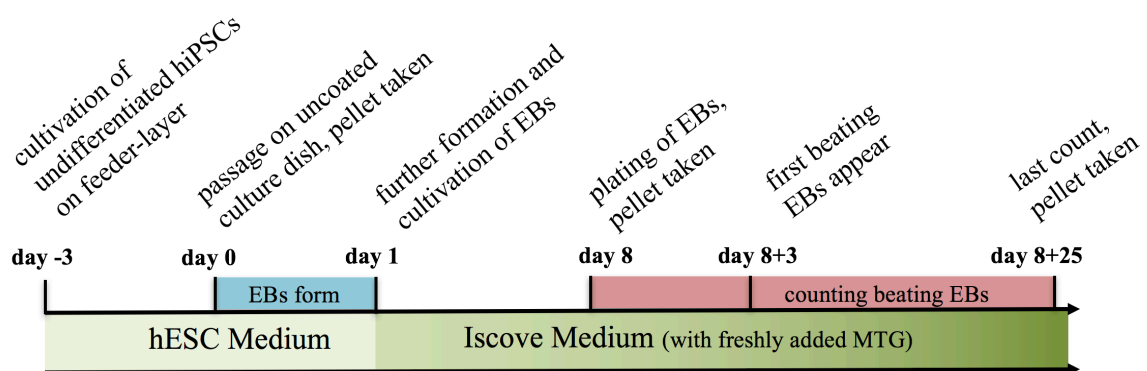 cultivation of
undifferentiated hiPSCs
on feeder-layer
passage on uncoated
culture dish, pellet taken
further formation and
cultivation of EBs
plating of EBs,
pellet taken
first beating
EBs appear
last count,
pellet taken
day -3
day 0
day 1
day 8
day 8+3
day 8+25
EBs form
counting beating EBs
hESC Medium
Iscove Medium (with freshly added MTG)